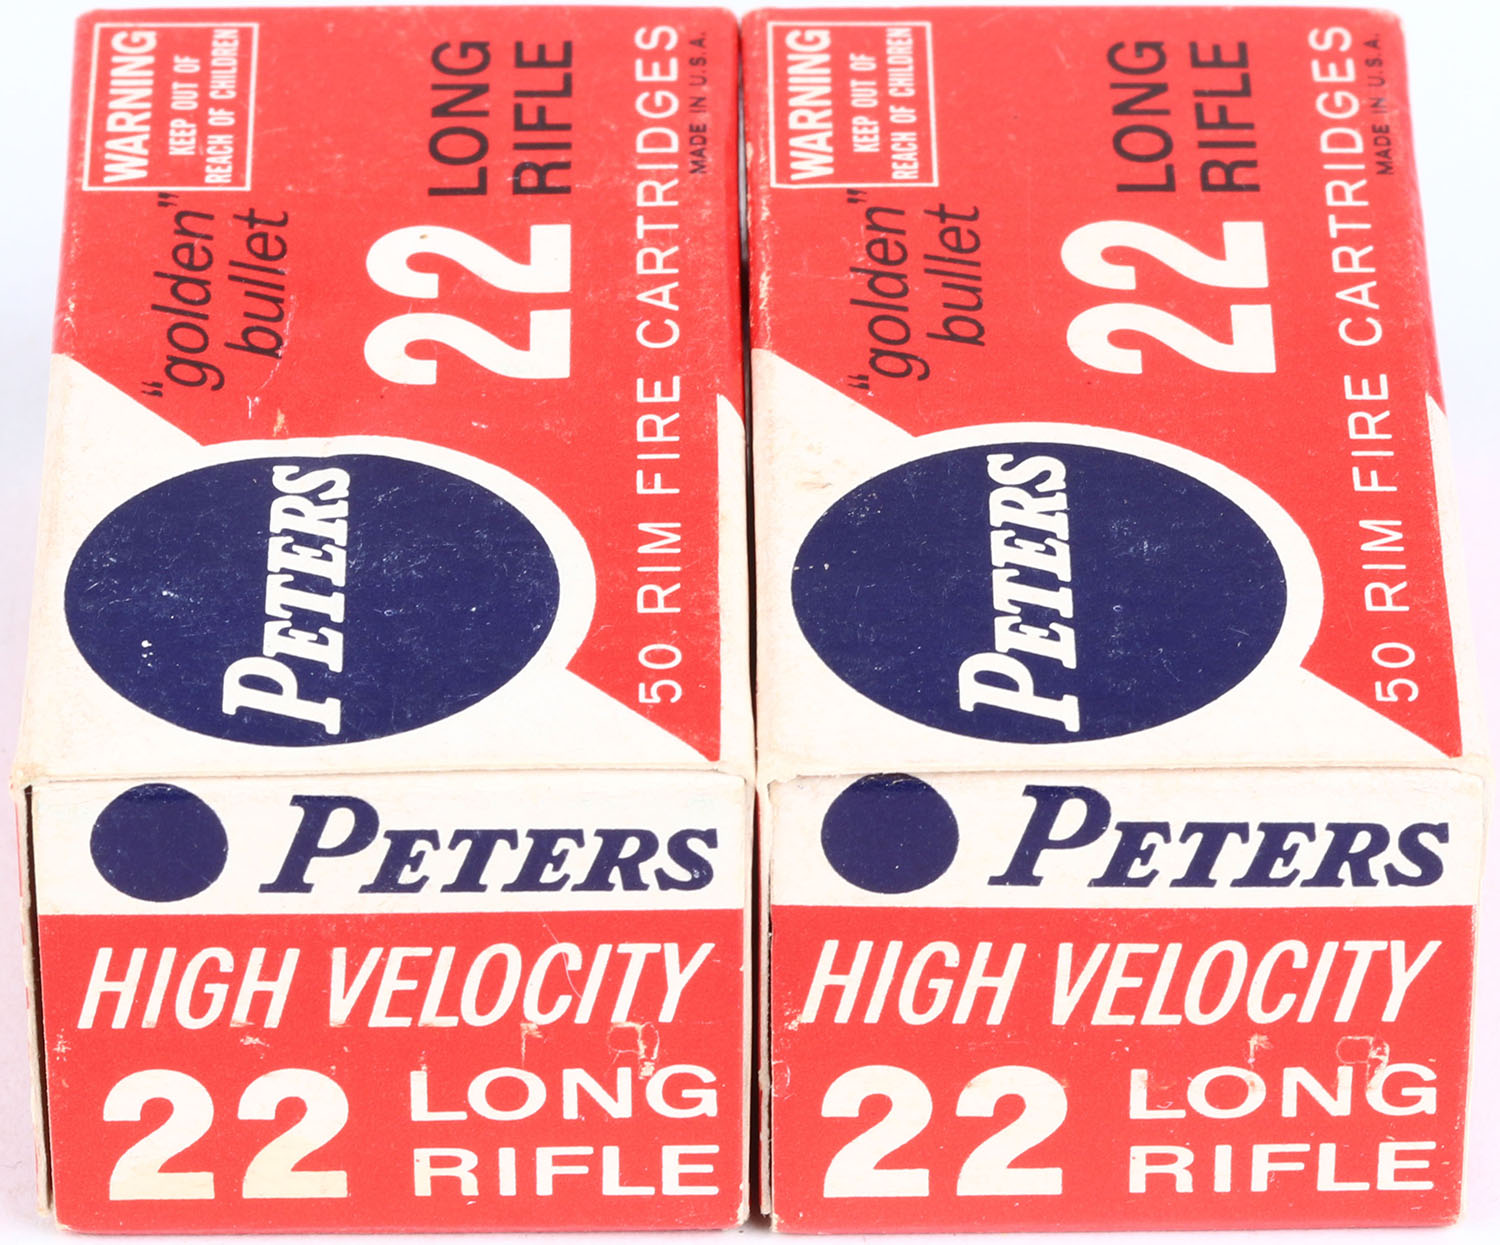 WARNING
KEEP OUT OF
REACH OF CHILDREN
"golden"
bullet
22 LONG
RIFLE
50 RIM FIRE CARTRIDGES
MADE IN U.S.A.
PETERS
PETERS
HIGH VELOCITY
22 LONG
RIFLE
WARNING
KEEP OUT OF
REACH OF CHILDREN
"golden"
bullet
22 LONG
RIFLE
50 RIM FIRE CARTRIDGES
MADE IN U.S.A.
PETERS
PETERS
HIGH VELOCITY
22 LONG
RIFLE